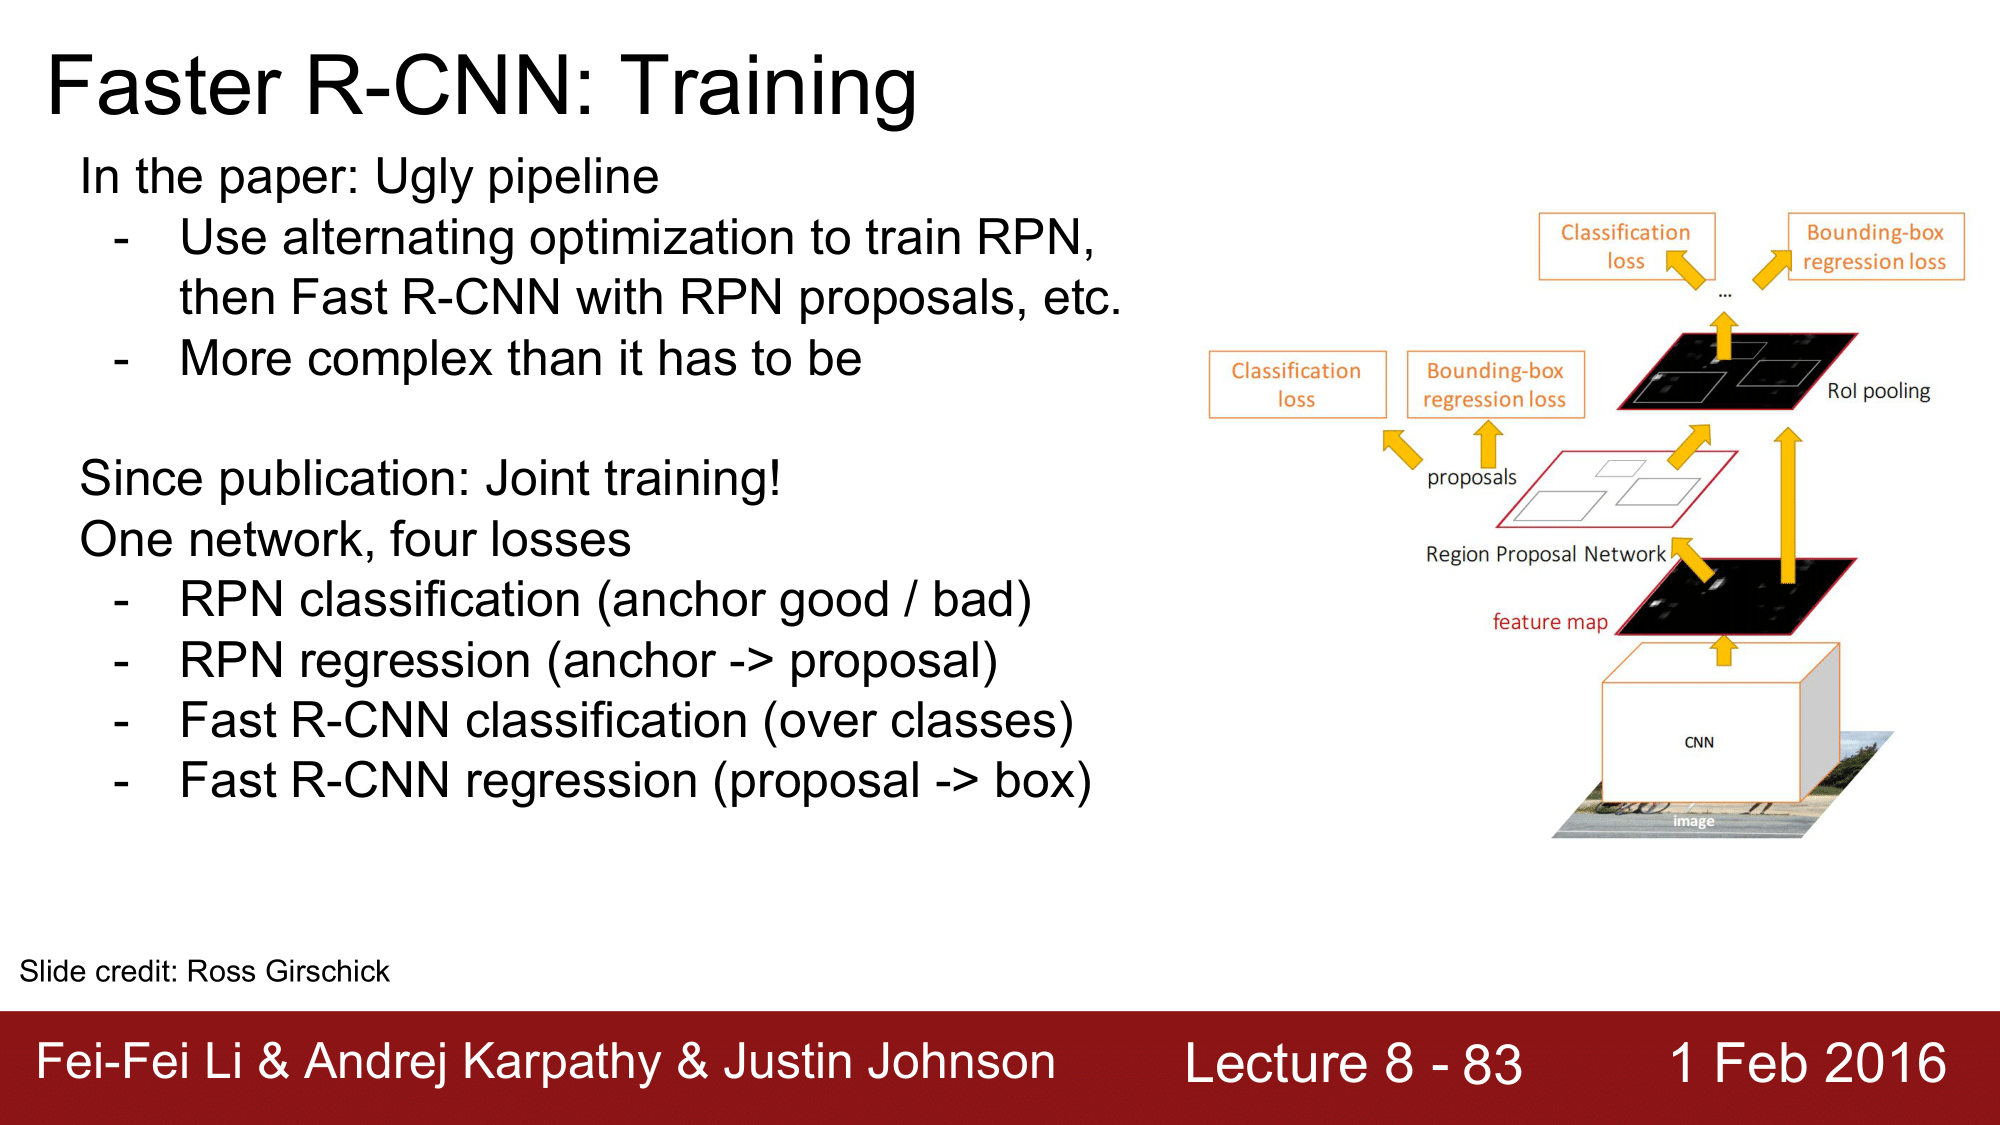 Faster R-CNN: Training
In the paper: Ugly pipeline
- Use alternating optimization to train RPN,
then Fast R-CNN with RPN proposals, etc.
- More complex than it has to be
Since publication: Joint training!
One network, four losses
- RPN classification (anchor good / bad)
- RPN regression (anchor -> proposal)
- Fast R-CNN classification (over classes)
- Fast R-CNN regression (proposal -> box)
Classification
loss
Bounding-box
regression loss
...
Classification
loss
Bounding-box
regression loss
RoI pooling
proposals
Region Proposal Network
feature map
CNN
image
Slide credit: Ross Girschick
Fei-Fei Li & Andrej Karpathy & Justin Johnson
Lecture 8 - 83
1 Feb 2016